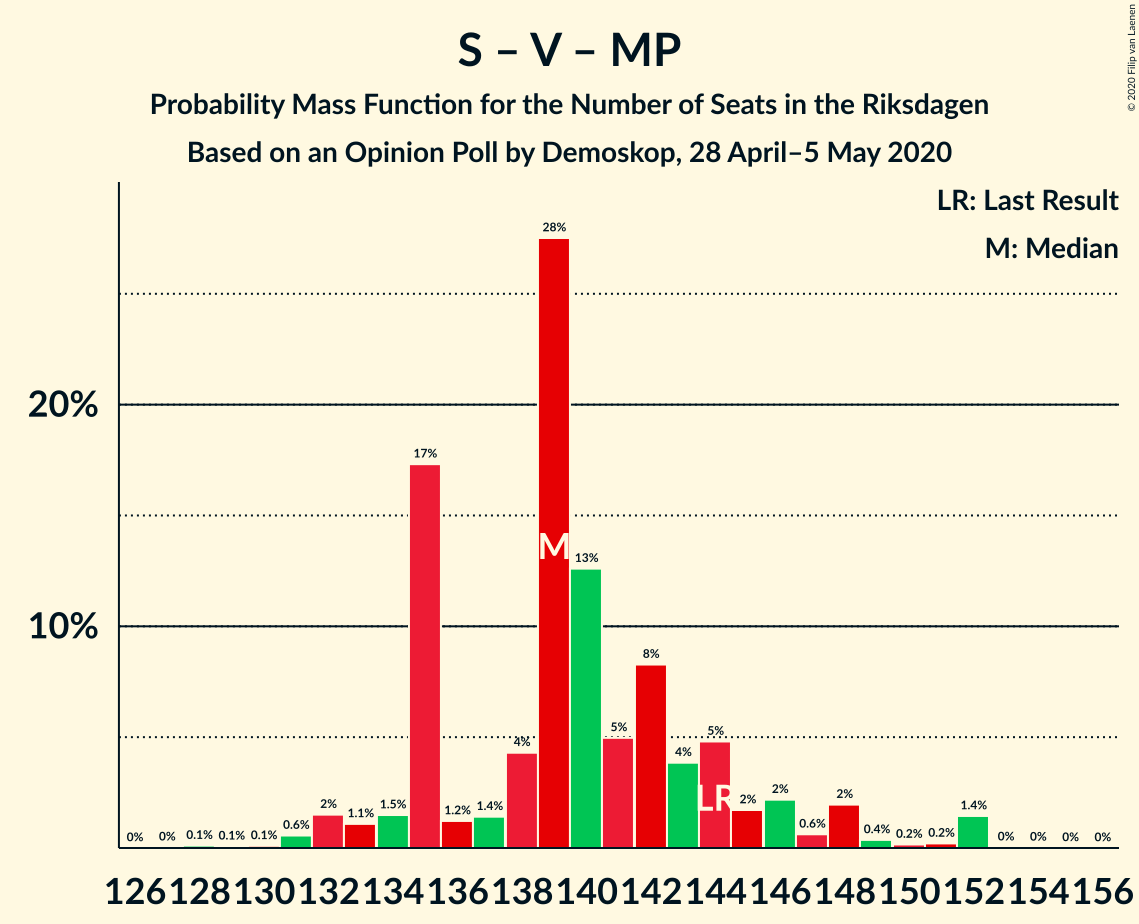 S – V – MP
Probability Mass Function for the Number of Seats in the Riksdagen
Based on an Opinion Poll by Demoskop, 28 April–5 May 2020
© 2020 Filip van Laenen
LR: Last Result
M: Median
20%
10%
0% 0% 0.1% 0.1% 0.1% 0.6% 2% 1.1% 1.5% 17% 1.2% 1.4% 4% 28% 13% 5% 8% 4% 5% 2% 2% 0.6% 2% 0.4% 0.2% 0.2% 1.4% 0% 0% 0% 0%
M
LR
126 128 130 132 134 136 138 140 142 144 146 148 150 152 154 156